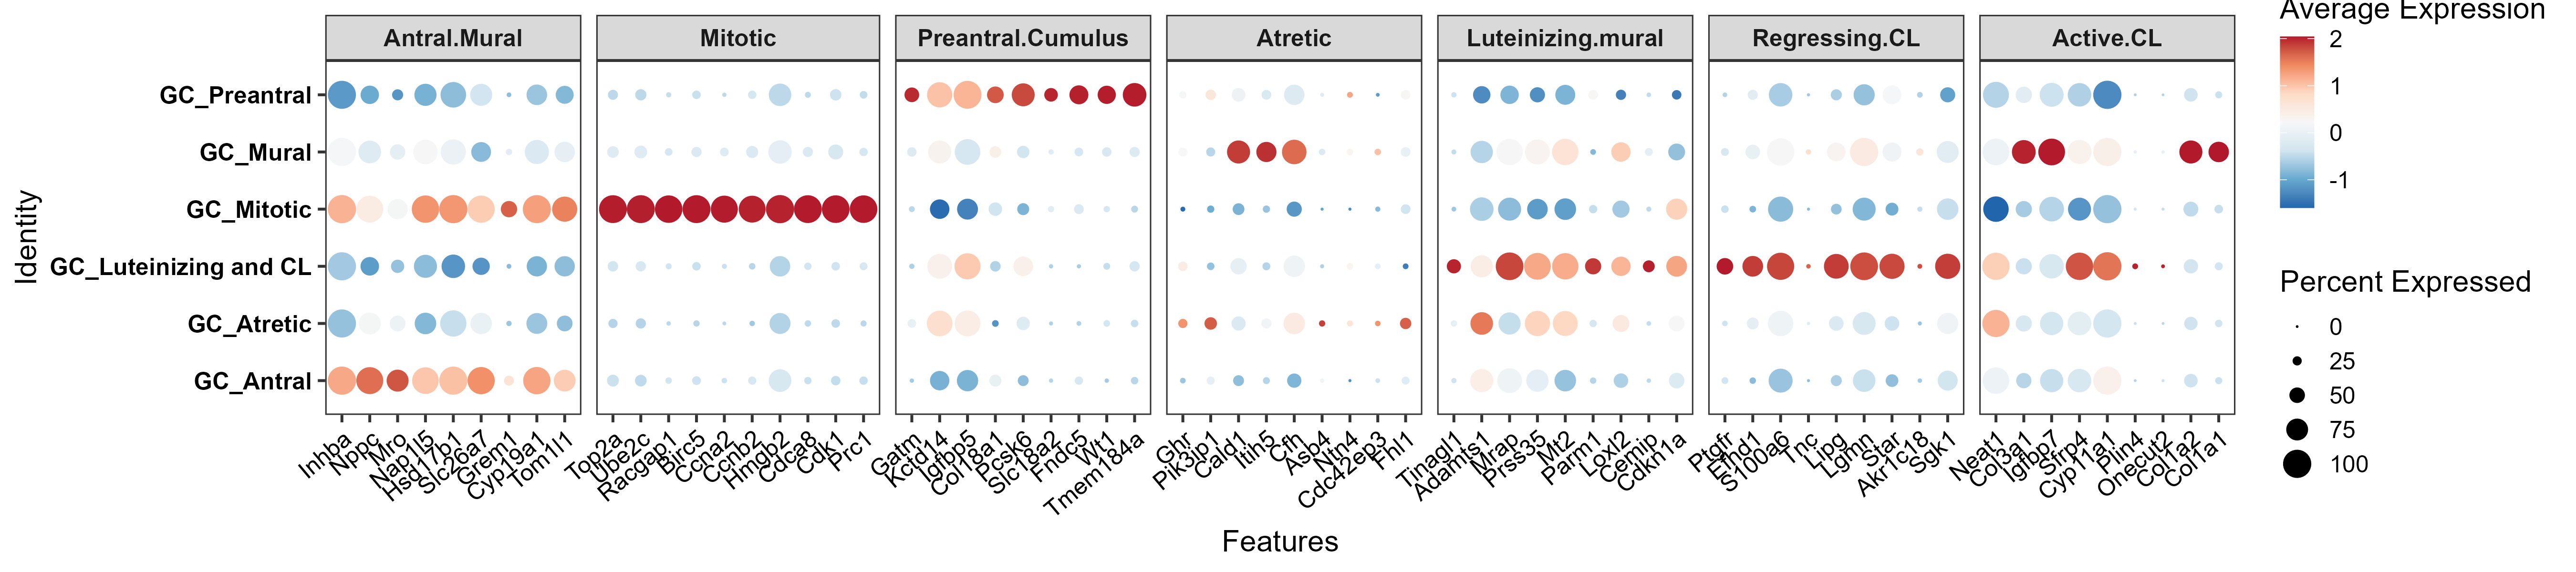 Antral.Mural
Mitotic
Preantral.Cumulus
Atretic
Luteinizing.mural
Regressing.CL
Active.CL
Identity
GC_Preantral
GC_Mural
GC_Mitotic
GC_Luteinizing and CL
GC_Atretic
GC_Antral
Inhba
Nppc
Mro
Nap1l5
Hsd17b1
Slc26a7
Grem1
Cyp19a1
Tom1l1
Top2a
Ube2c
Racgap1
Birc5
Ccna2
Ccnb2
Hmgb2
Cdca8
Cdk1
Prc1
Gatm
Kctd14
Igfbp5
Col18a1
Pcsk6
Slc18a2
Fndc5
Wt1
Tmem184a
Ghr
Pik3ip1
Cald1
Itih5
Cfh
Asb4
Ntn4
Cdc42ep3
Fhl1
Tinagl1
Adamts1
Mrap
Prss35
Mt2
Parm1
Loxl2
Cemip
Cdkn1a
Ptgfr
Efhd1
S100a6
Tnc
Lipg
Lgmn
Star
Akr1c18
Sgk1
Neat1
Col3a1
Igfbp7
Sfrp4
Cyp11a1
Plin4
Onecut2
Col1a2
Col1a1
Features
Average Expression
2
1
0
-1
Percent Expressed
0
25
50
75
100